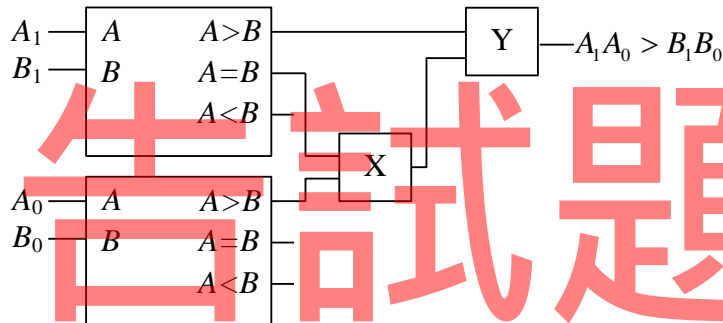 A₁ A A>B Y A₁A₀ > B₁B₀
B₁ B A=B
A<B
X
A₀ A A>B
B₀ B A=B
A<B
告試題